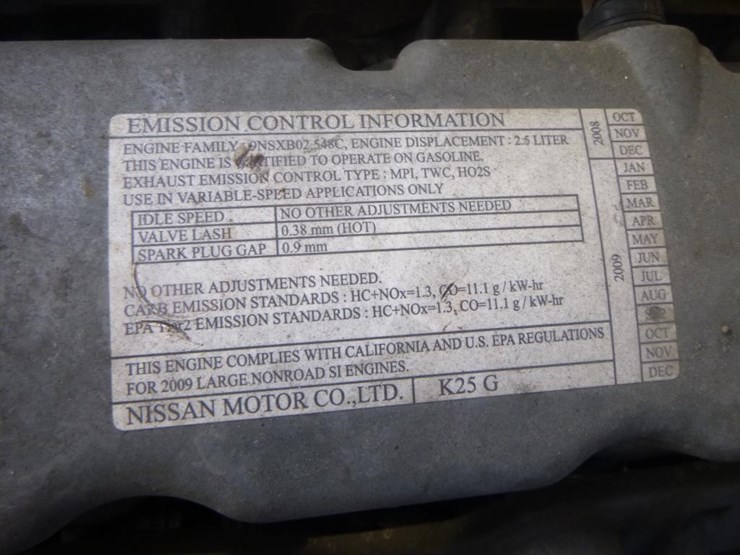 EMISSION CONTROL INFORMATION
ENGINE FAMILY : 9NSXB02.548C, ENGINE DISPLACEMENT : 2.5 LITER
THIS ENGINE IS CERTIFIED TO OPERATE ON GASOLINE.
EXHAUST EMISSION CONTROL TYPE : MPI, TWC, HO2S
USE IN VARIABLE-SPEED APPLICATIONS ONLY
IDLE SPEED NO OTHER ADJUSTMENTS NEEDED
VALVE LASH 0.38 mm (HOT)
SPARK PLUG GAP 0.9 mm
NO OTHER ADJUSTMENTS NEEDED.
CARB EMISSION STANDARDS : HC+NOx=1.3, CO=11.1 g / kW-hr
EPA Tier2 EMISSION STANDARDS : HC+NOx=1.3, CO=11.1 g / kW-hr
THIS ENGINE COMPLIES WITH CALIFORNIA AND U.S. EPA REGULATIONS
FOR 2009 LARGE NONROAD SI ENGINES.
NISSAN MOTOR CO.,LTD. K25 G
2008
OCT
NOV
DEC
2009
JAN
FEB
MAR
APR
MAY
JUN
JUL
AUG
OCT
NOV
DEC